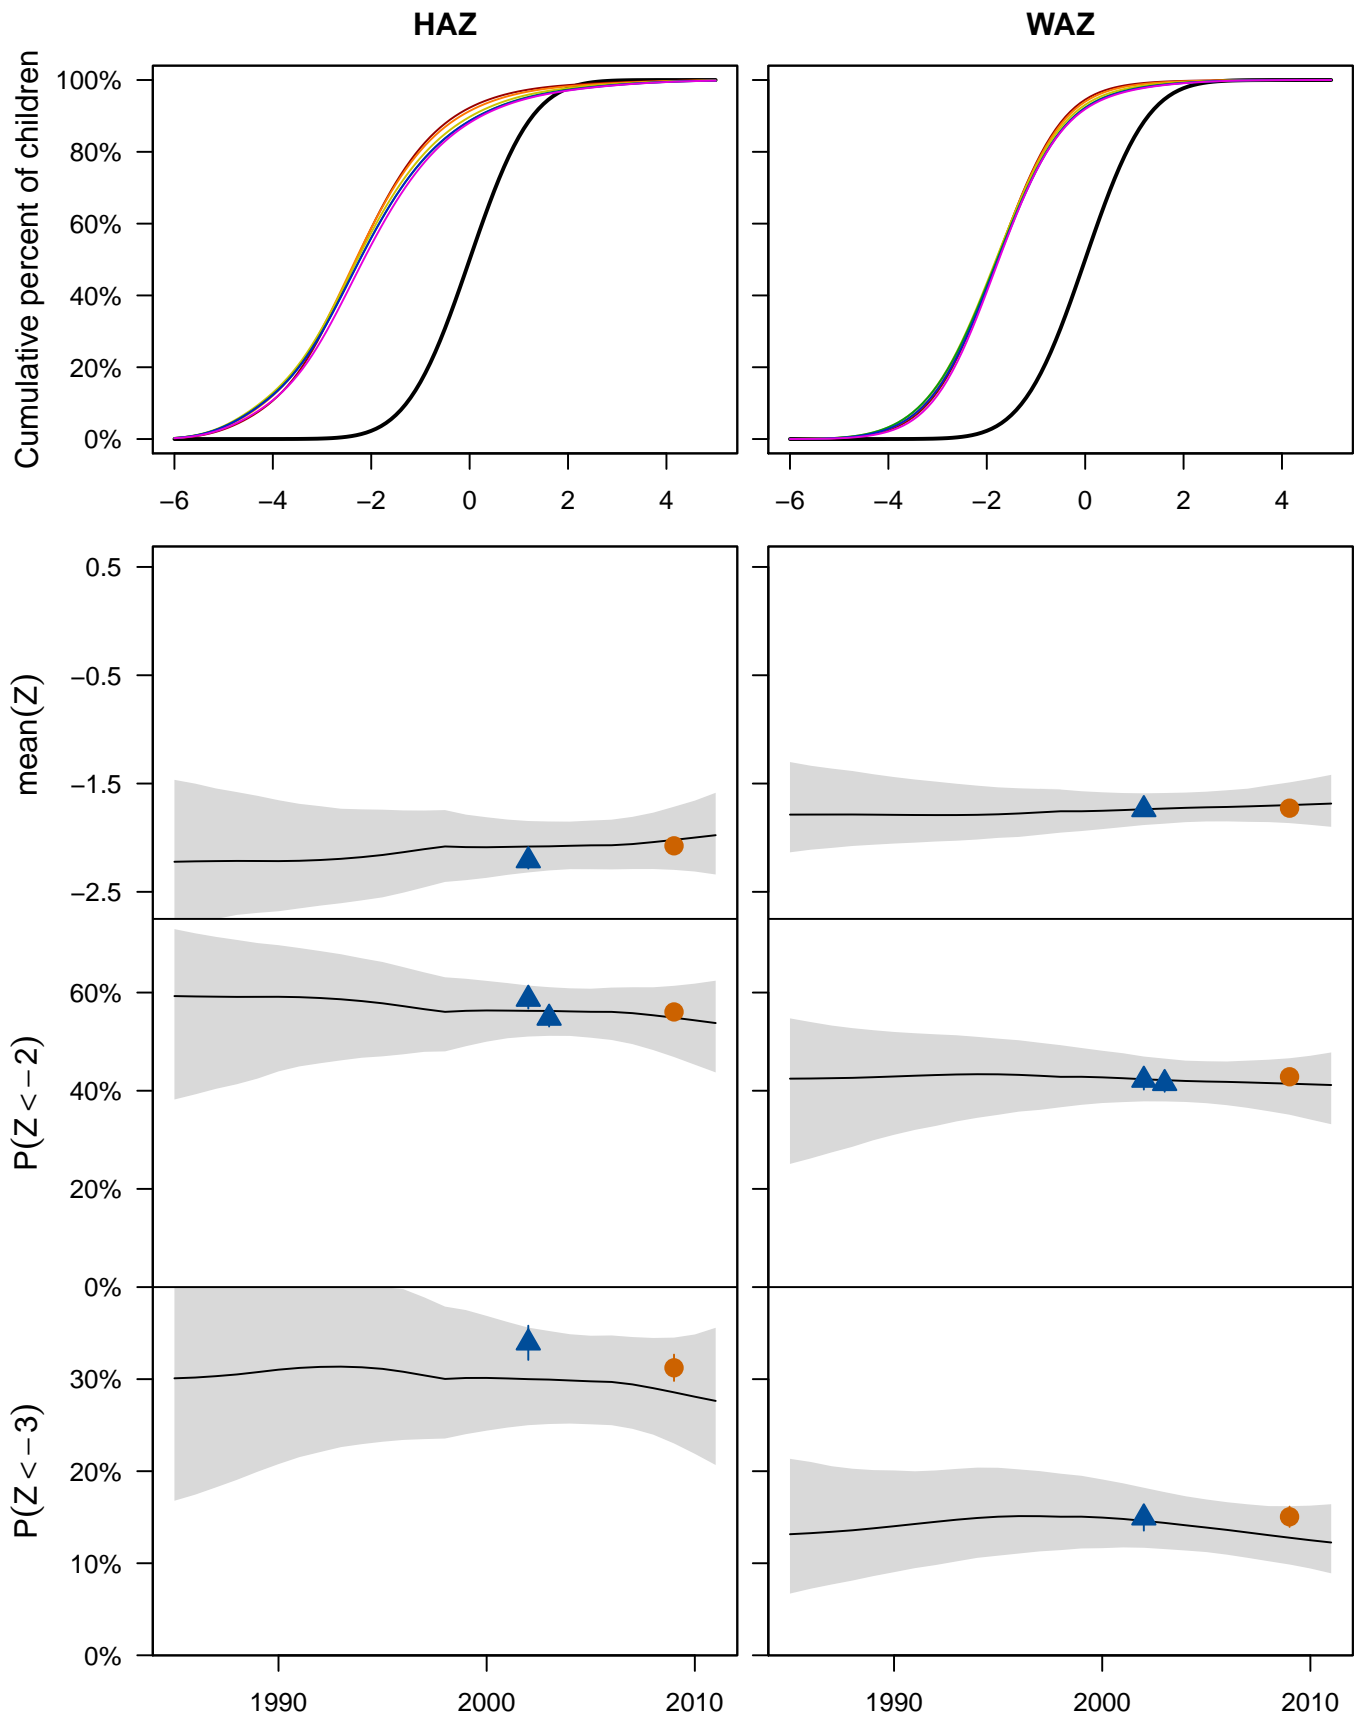 HAZ
WAZ
Cumulative percent of children
100%
80%
60%
40%
20%
0%
−6 −4 −2 0 2 4
−6 −4 −2 0 2 4
mean(Z)
0.5
−0.5
−1.5
−2.5
P(Z < −2)
60%
40%
20%
0%
P(Z < −3)
30%
20%
10%
0%
1990 2000 2010
1990 2000 2010